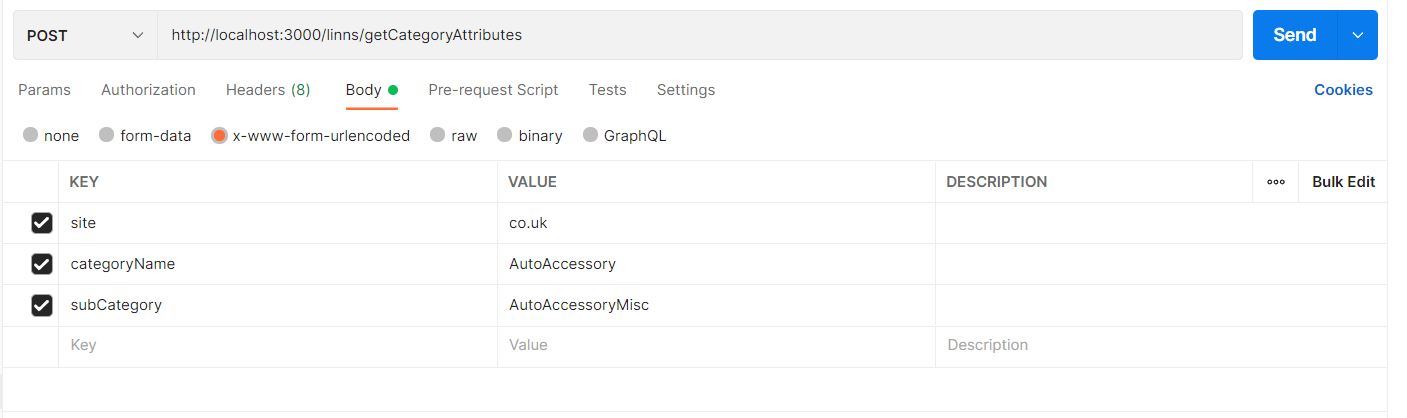 POST http://localhost:3000/linns/getCategoryAttributes Send
Params Authorization Headers (8) Body Pre-request Script Tests Settings Cookies
none form-data x-www-form-urlencoded raw binary GraphQL
KEY VALUE DESCRIPTION ooo Bulk Edit
site co.uk
categoryName AutoAccessory
subCategory AutoAccessoryMisc
Key Value Description